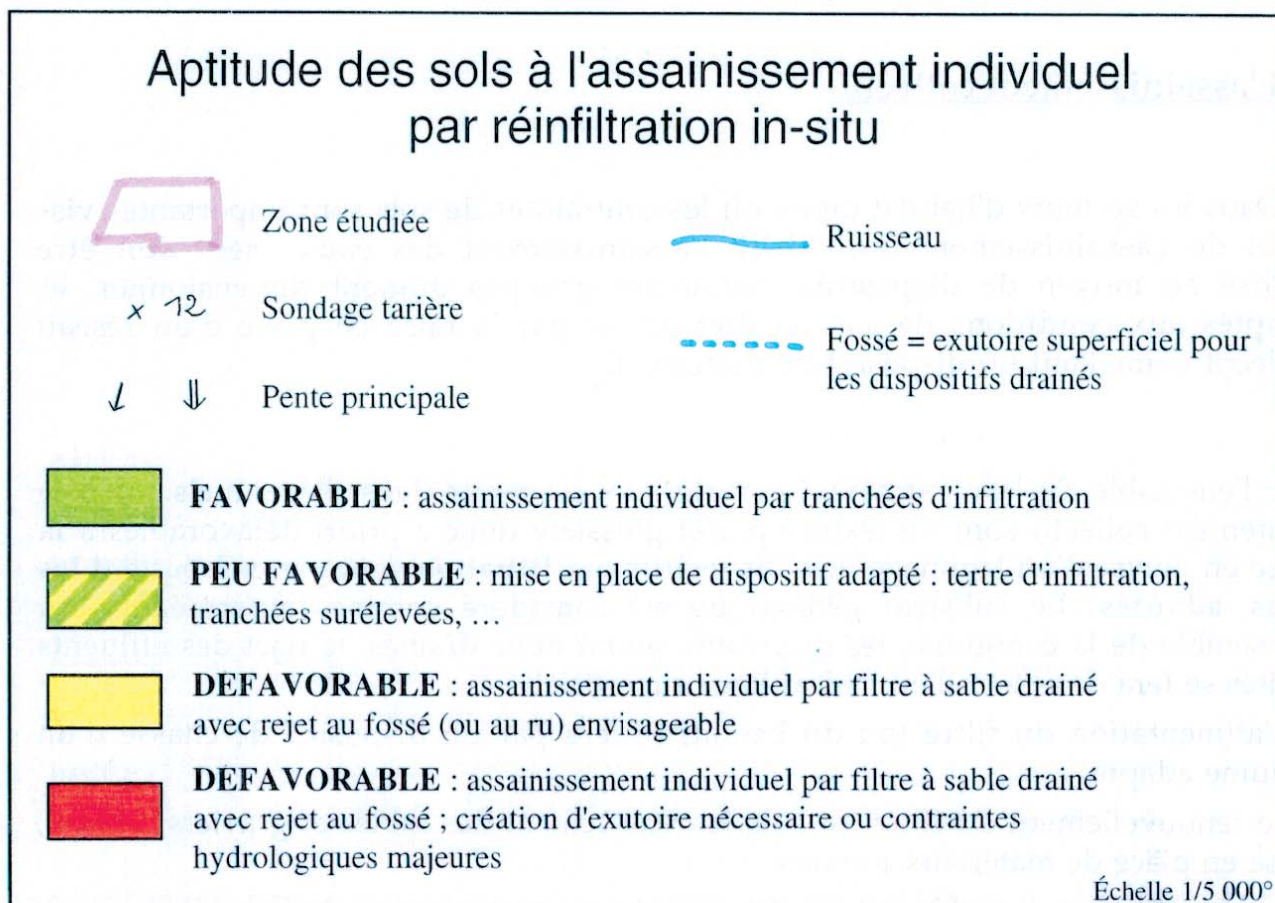 Aptitude des sols à l'assainissement individuel
par réinfiltration in-situ
Zone étudiée
Ruisseau
x 12 Sondage tarière
Fossé = exutoire superficiel pour
les dispositifs drainés
Pente principale
FAVORABLE : assainissement individuel par tranchées d'infiltration
PEU FAVORABLE : mise en place de dispositif adapté : tertre d'infiltration,
tranchées surélevées,…
DEFAVORABLE : assainissement individuel par filtre à sable drainé
avec rejet au fossé (ou au ru) envisageable
DEFAVORABLE : assainissement individuel par filtre à sable drainé
avec rejet au fossé ; création d'exutoire nécessaire ou contraintes
hydrologiques majeures
Échelle 1/5 000°